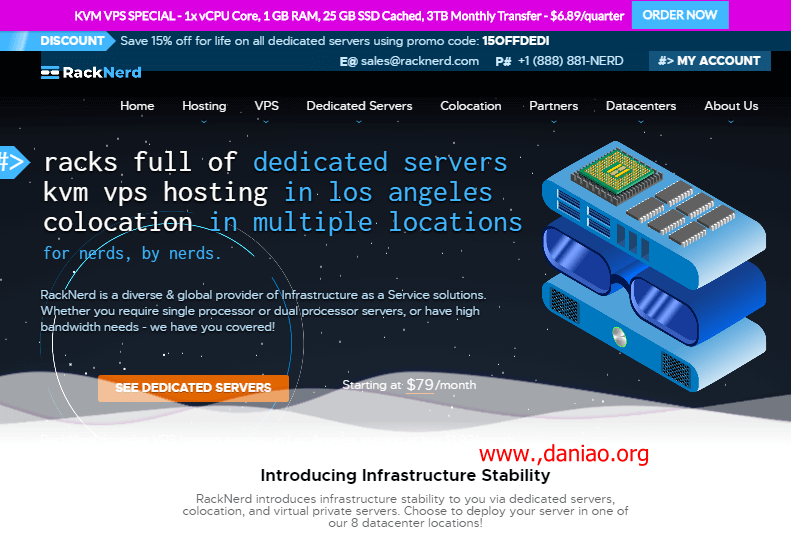 KVM VPS SPECIAL - 1x vCPU Core, 1 GB RAM, 25 GB SSD Cached, 3TB Monthly Transfer - $6.89/quarter ORDER NOW
DISCOUNT Save 15% off for life on all dedicated servers using promo code: 15OFFDEDI
E@ sales@racknerd.com P# +1 (888) 881-NERD #> MY ACCOUNT
RackNerd
Home Hosting VPS Dedicated Servers Colocation Partners Datacenters About Us
#> racks full of dedicated servers
kvm vps hosting in los angeles
colocation in multiple locations
for nerds, by nerds.
RackNerd is a diverse & global provider of Infrastructure as a Service solutions.
Whether you require single processor or dual processor servers, or have high
bandwidth needs - we have you covered!
SEE DEDICATED SERVERS Starting at $79/month
www.,daniao.org
Introducing Infrastructure Stability
RackNerd introduces infrastructure stability to you via dedicated servers,
colocation, and virtual private servers. Choose to deploy your server in one of
our 8 datacenter locations!